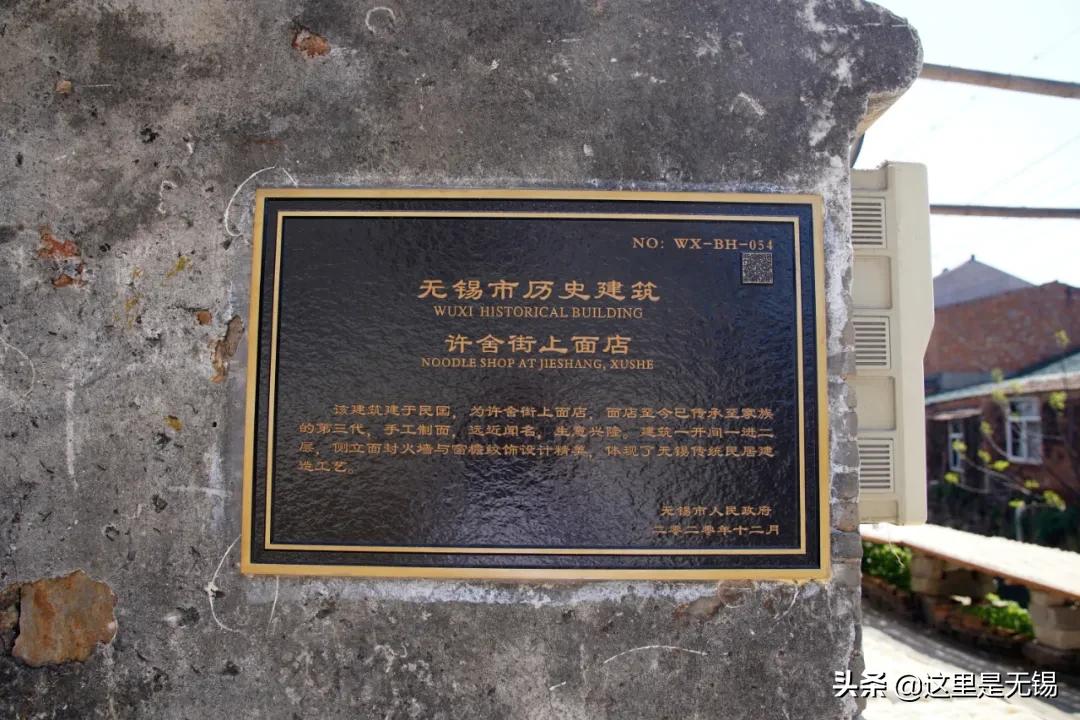 NO: WX-BH-054
无锡市历史建筑
WUXI HISTORICAL BUILDING
许舍街上面店
NOODLE SHOP AT JIESHANG, XUSHE
该建筑建于民国，为许舍街上面店，面店至今已传承至家族
的第三代，手工制面，远近闻名，生意兴隆。建筑一开间一进二
层，侧立面封火墙与窗檐纹饰设计精美，体现了无锡传统民居建
造工艺。
无锡市人民政府
二零二零年十二月
头条 @这里是无锡